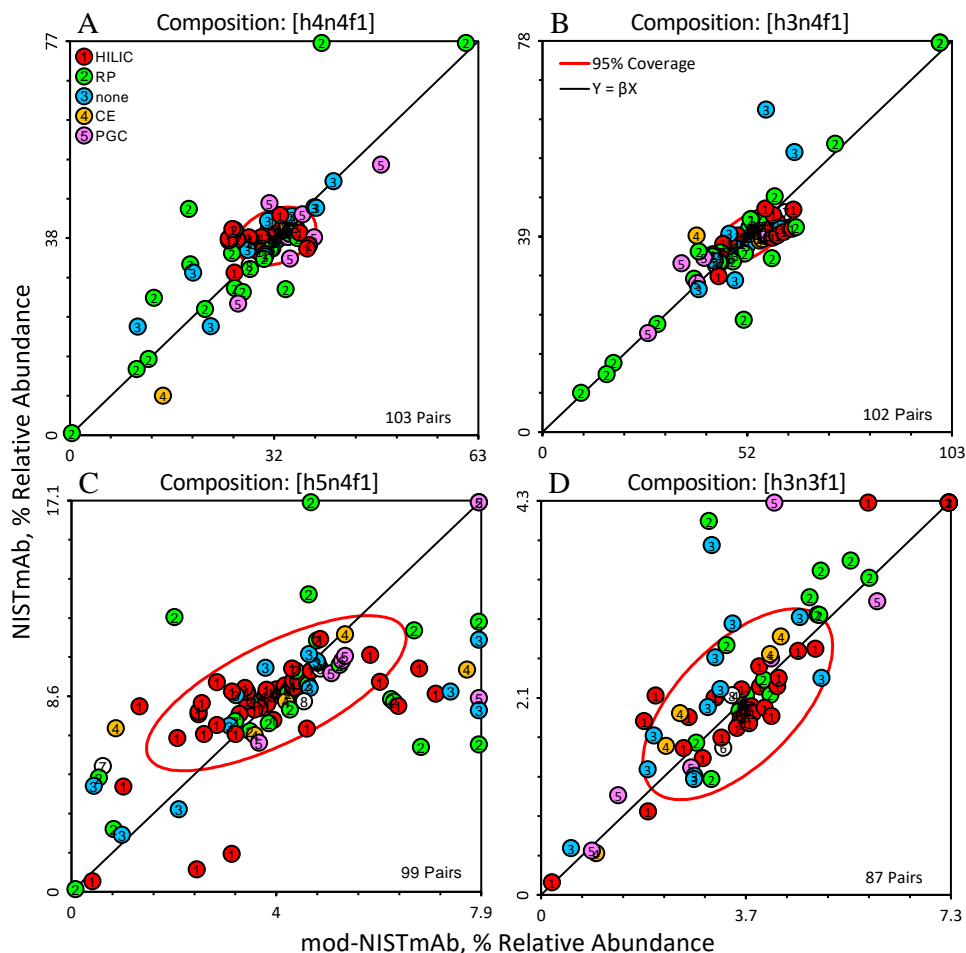 A Composition: [h4n4f1]
77
1 HILIC
2 RP
3 none
4 CE
5 PGC
38
0
103 Pairs
0 32 63
B Composition: [h3n4f1]
78
95% Coverage
Y = βX
39
0
102 Pairs
0 52 103
C Composition: [h5n4f1]
17.1
8.6
0
99 Pairs
0 4 7.9
D Composition: [h3n3f1]
4.3
2.1
0
87 Pairs
0 3.7 7.3
NISTmAb, % Relative Abundance
mod-NISTmAb, % Relative Abundance